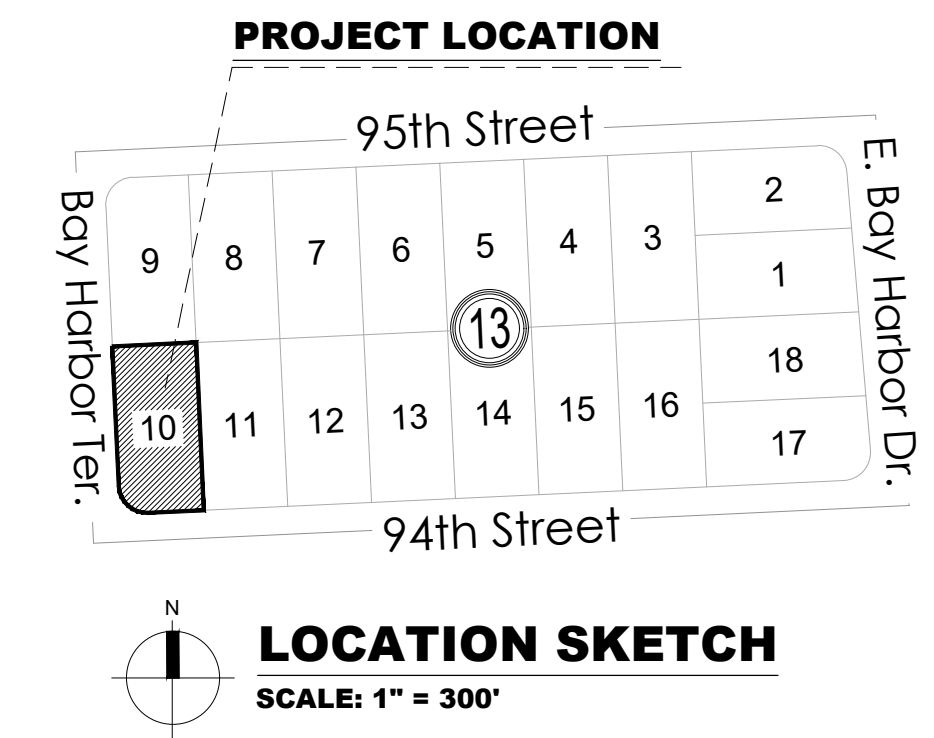 PROJECT LOCATION
95th Street
Bay Harbor Ter.
E. Bay Harbor Dr.
9
8
7
6
5
4
3
2
1
13
10
11
12
13
14
15
16
18
17
94th Street
N
LOCATION SKETCH
SCALE: 1" = 300'